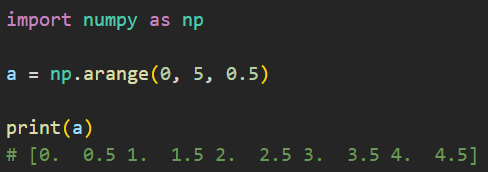 import numpy as np
a = np.arange(0, 5, 0.5)
print(a)
# [0.  0.5 1.  1.5 2.  2.5 3.  3.5 4.  4.5]